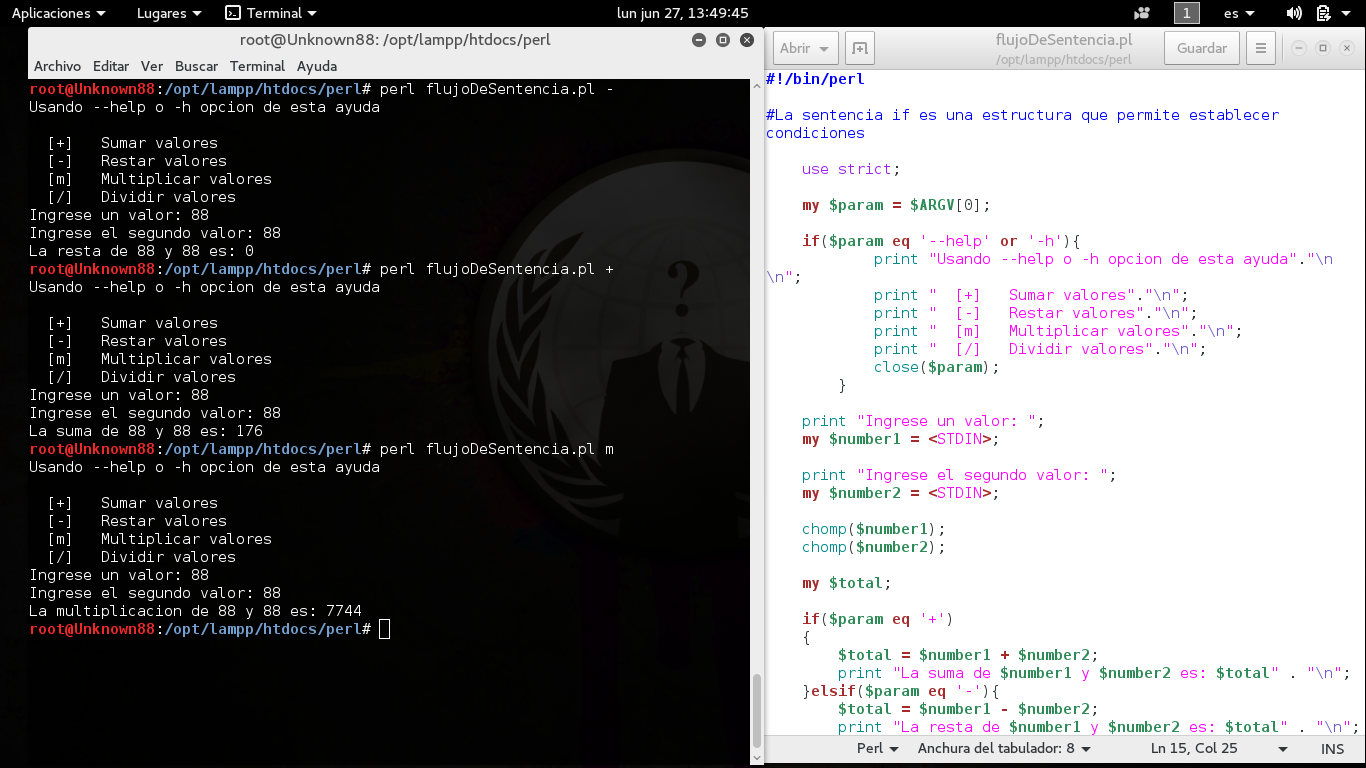 Aplicaciones Lugares Terminal lun jun 27, 13:49:45 1 es
root@Unknown88: /opt/lampp/htdocs/perl
Archivo Editar Ver Buscar Terminal Ayuda
root@Unknown88:/opt/lampp/htdocs/perl# perl flujoDeSentencia.pl -
Usando --help o -h opcion de esta ayuda
[+] Sumar valores
[-] Restar valores
[m] Multiplicar valores
[/] Dividir valores
Ingrese un valor: 88
Ingrese el segundo valor: 88
La resta de 88 y 88 es: 0
root@Unknown88:/opt/lampp/htdocs/perl# perl flujoDeSentencia.pl +
Usando --help o -h opcion de esta ayuda
[+] Sumar valores
[-] Restar valores
[m] Multiplicar valores
[/] Dividir valores
Ingrese un valor: 88
Ingrese el segundo valor: 88
La suma de 88 y 88 es: 176
root@Unknown88:/opt/lampp/htdocs/perl# perl flujoDeSentencia.pl m
Usando --help o -h opcion de esta ayuda
[+] Sumar valores
[-] Restar valores
[m] Multiplicar valores
[/] Dividir valores
Ingrese un valor: 88
Ingrese el segundo valor: 88
La multiplicacion de 88 y 88 es: 7744
root@Unknown88:/opt/lampp/htdocs/perl#
?
Abrir flujoDeSentencia.pl Guardar
/opt/lampp/htdocs/perl
#!/bin/perl
#La sentencia if es una estructura que permite establecer
condiciones
use strict;
my $param = $ARGV[0];
if($param eq '--help' or '-h'){
print "Usando --help o -h opcion de esta ayuda"."\n
\n";
print "  [+]   Sumar valores"."\n";
print "  [-]   Restar valores"."\n";
print "  [m]   Multiplicar valores"."\n";
print "  [/]   Dividir valores"."\n";
close($param);
}
print "Ingrese un valor: ";
my $number1 = <STDIN>;
print "Ingrese el segundo valor: ";
my $number2 = <STDIN>;
chomp($number1);
chomp($number2);
my $total;
if($param eq '+')
{
$total = $number1 + $number2;
print "La suma de $number1 y $number2 es: $total" . "\n";
}elsif($param eq '-'){
$total = $number1 - $number2;
print "La resta de $number1 y $number2 es: $total" . "\n";
Perl Anchura del tabulador: 8 Ln 15, Col 25 INS